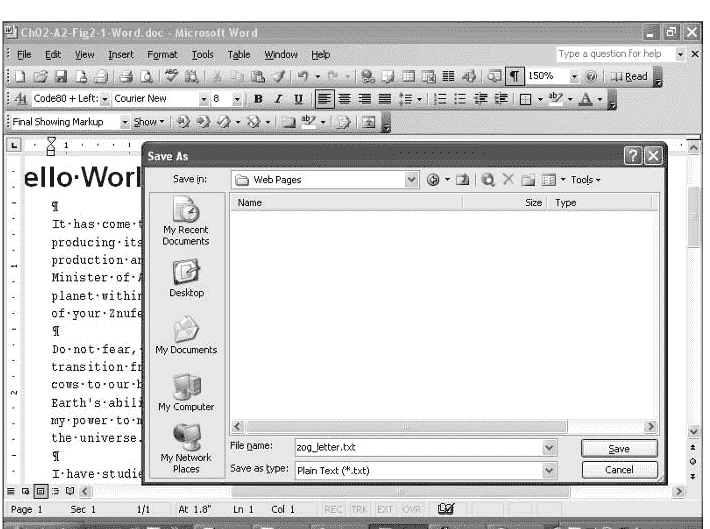 Ch02-A2-Fig2-1-Word.doc - Microsoft Word
File Edit View Insert Format Tools Table Window Help Type a question for help
150% Read
Code80 + Left: Courier New 8 B I U
Final Showing Markup Show
Save As
Save in: Web Pages Tools
Name Size Type
My Recent Documents
Desktop
My Documents
My Computer
My Network Places
File name: zog_letter.txt Save
Save as type: Plain Text (*.txt) Cancel
ello·Worl
¶
It·has·come·t
producing·its
production·an
Minister·of·A
planet·within
of·your·Znufe
¶
Do·not·fear,
transition·fr
cows·to·our·b
Earth's·abili
my·power·to·m
the·universe.
¶
I·have·studie
Page 1 Sec 1 1/1 At 1.8" Ln 1 Col 1 REC TRK EXT OVR